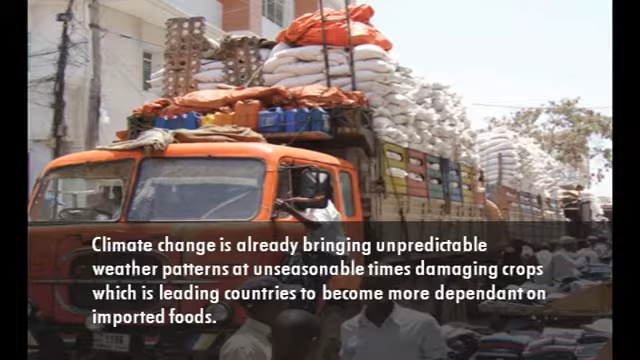 Climate change is already bringing unpredictable
weather patterns at unseasonable times damaging crops
which is leading countries to become more dependant on
imported foods.